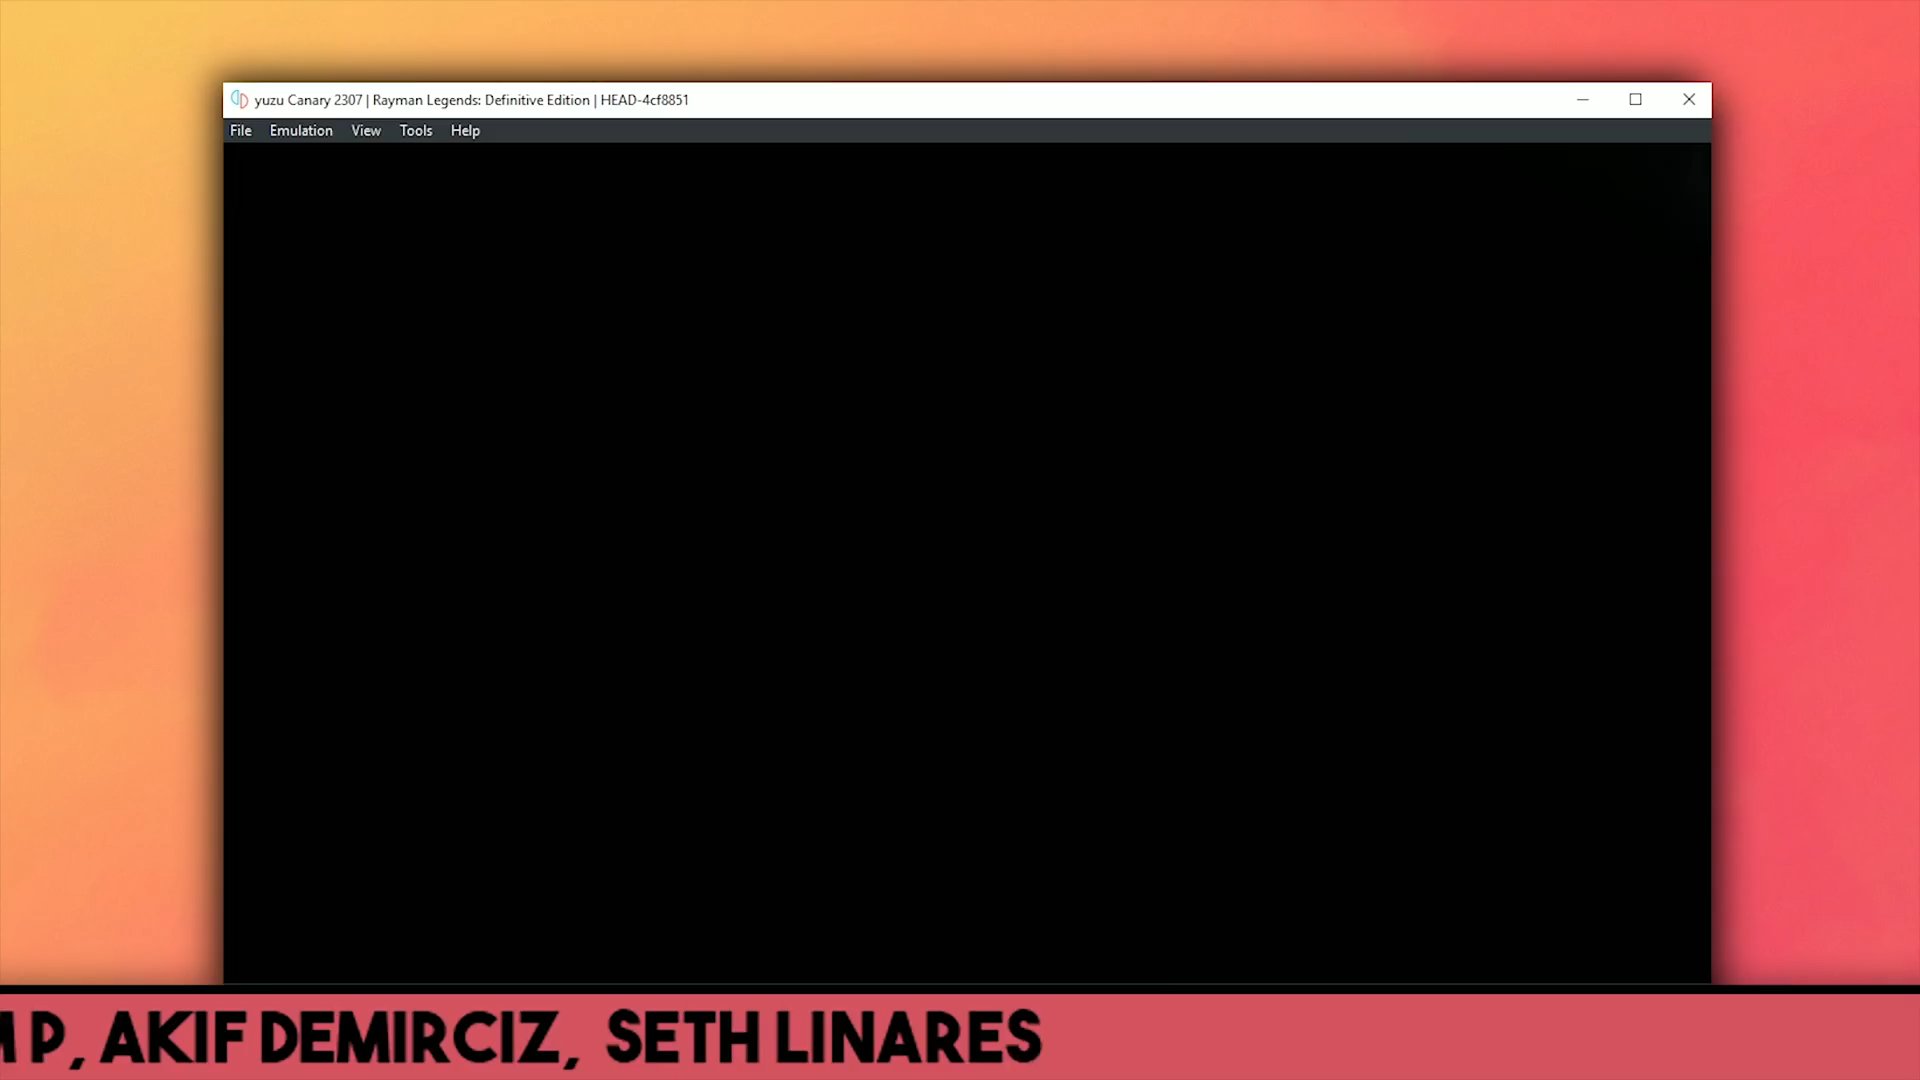 yuzu Canary 2307 | Rayman Legends: Definitive Edition | HEAD-4cf8851
File Emulation View Tools Help
P, AKIF DEMIRCIZ, SETH LINARES